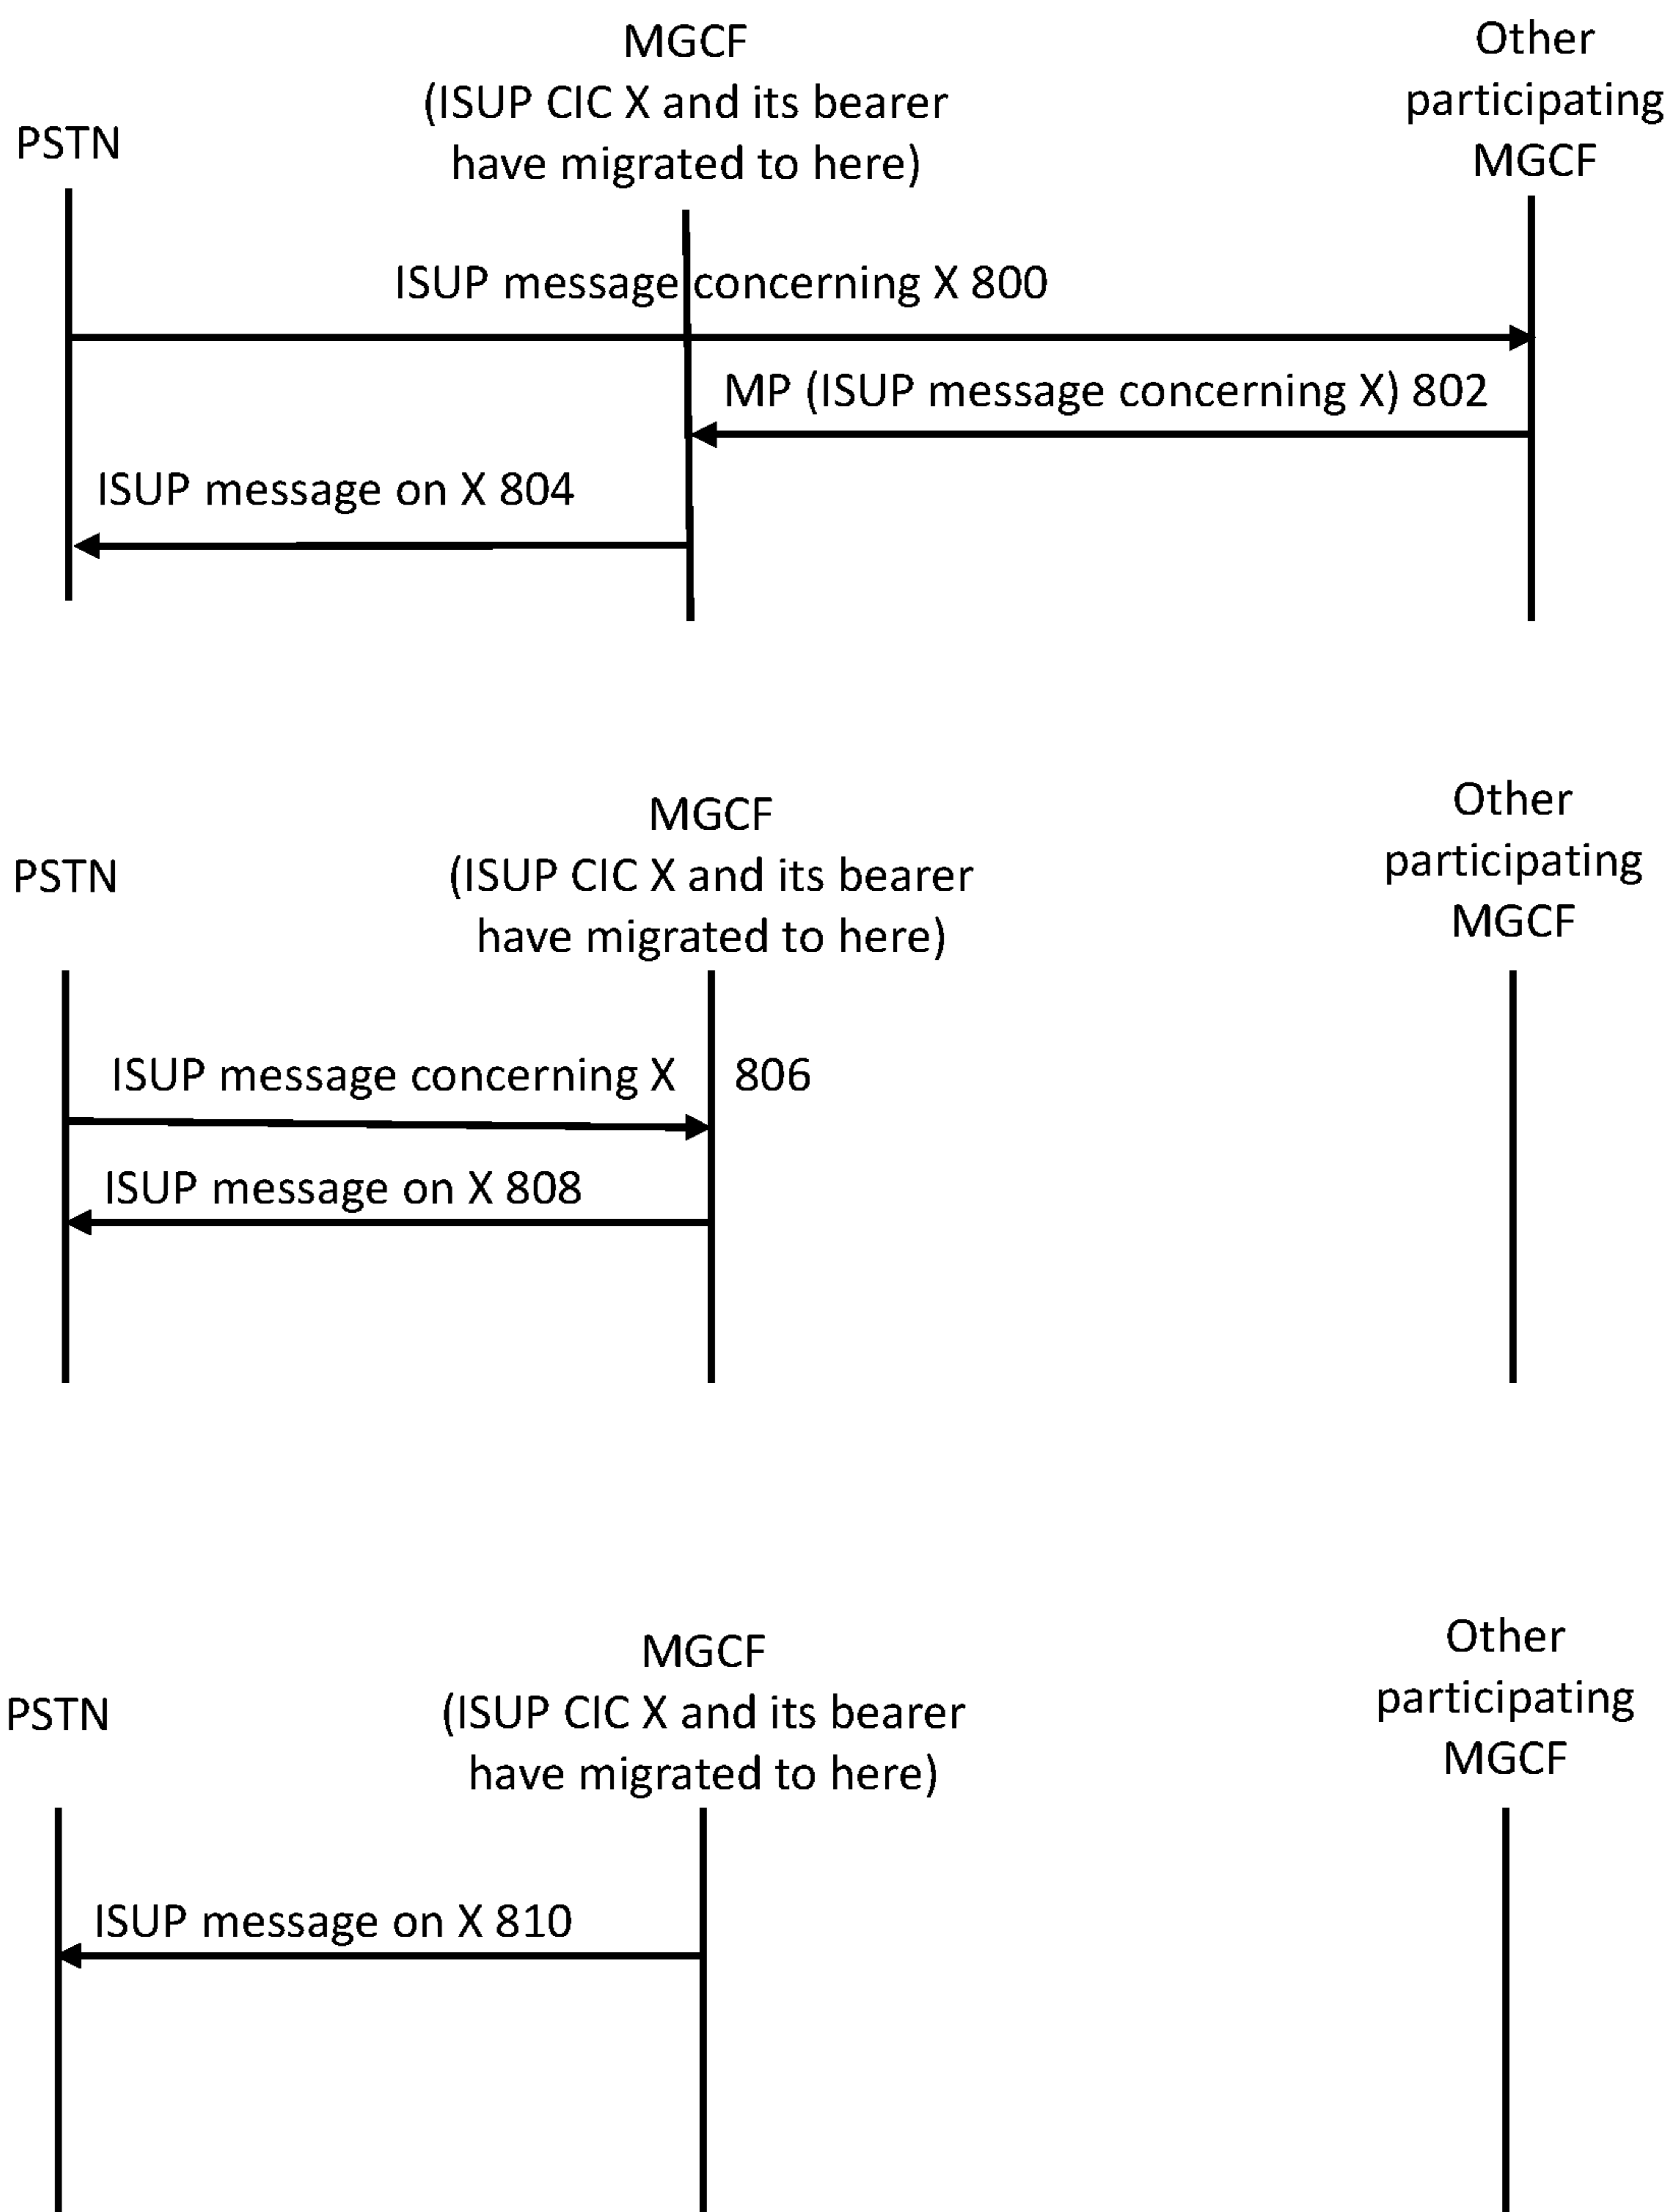 PSTN
MGCF
(ISUP CIC X and its bearer
have migrated to here)
Other
participating
MGCF
ISUP message concerning X 800
MP (ISUP message concerning X) 802
ISUP message on X 804
PSTN
MGCF
(ISUP CIC X and its bearer
have migrated to here)
Other
participating
MGCF
ISUP message concerning X 806
ISUP message on X 808
PSTN
MGCF
(ISUP CIC X and its bearer
have migrated to here)
Other
participating
MGCF
ISUP message on X 810